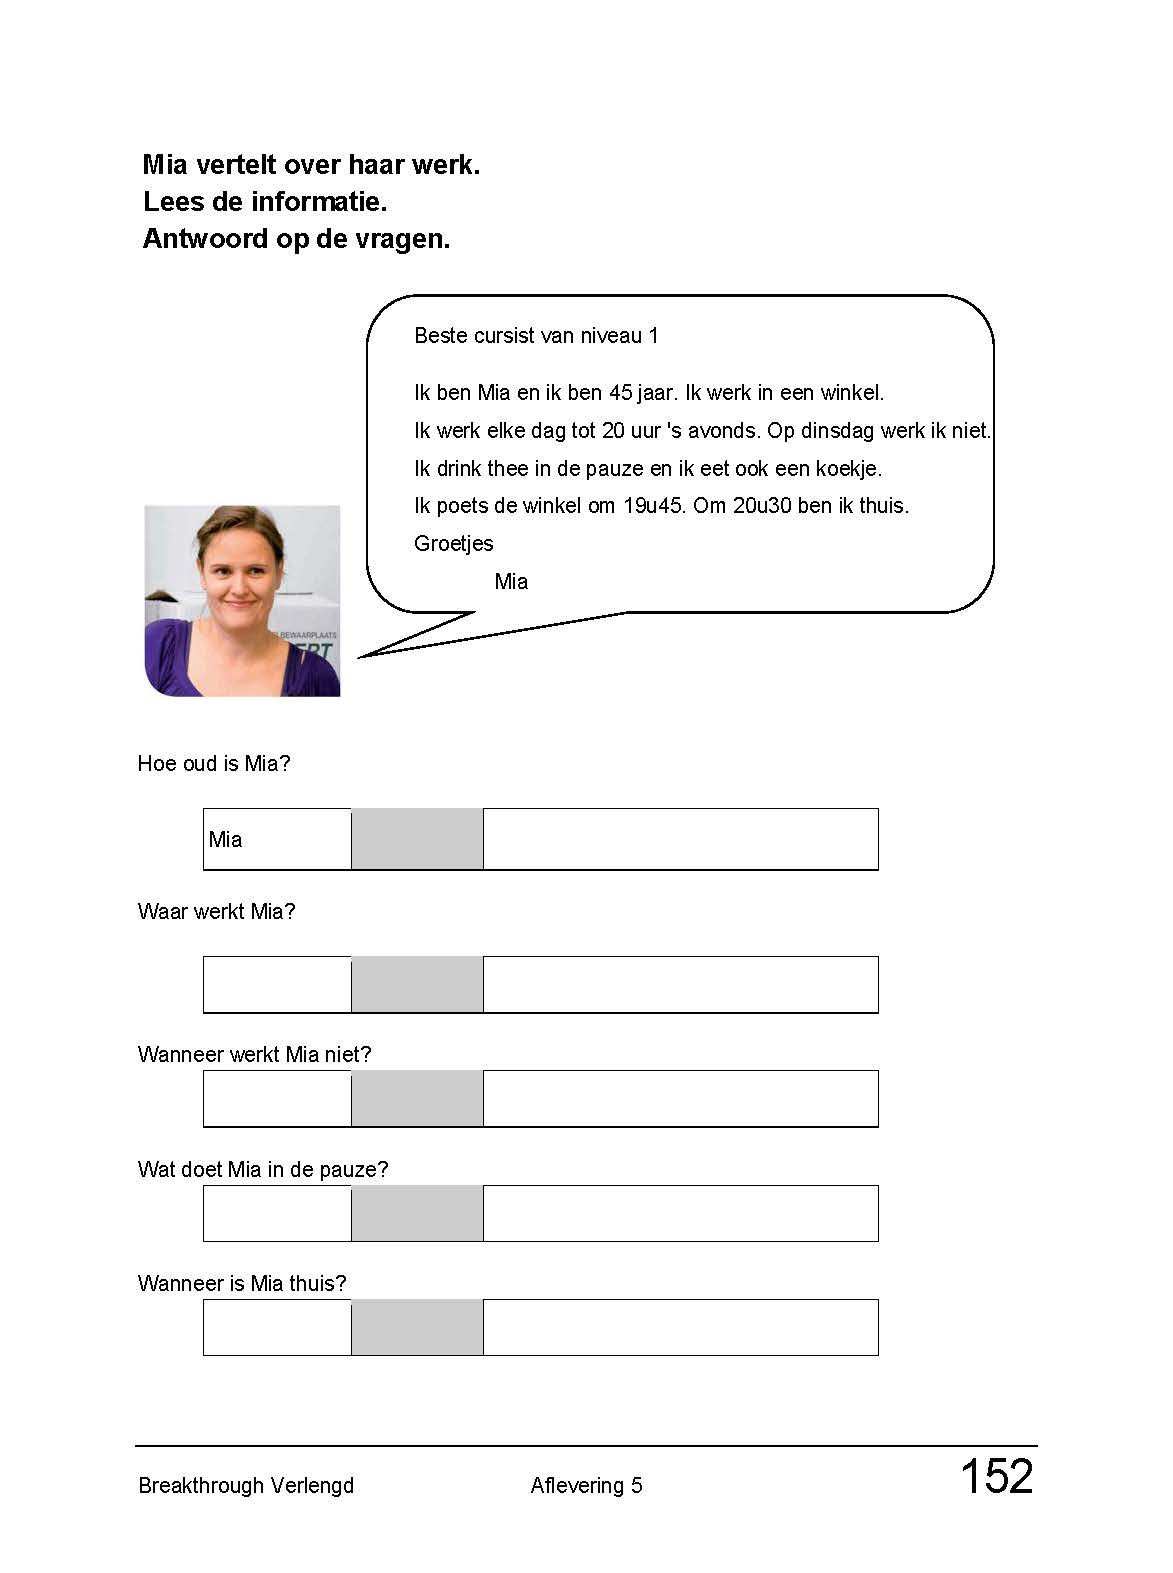 Mia vertelt over haar werk.
Lees de informatie.
Antwoord op de vragen.
Beste cursist van niveau 1
Ik ben Mia en ik ben 45 jaar. Ik werk in een winkel.
Ik werk elke dag tot 20 uur 's avonds. Op dinsdag werk ik niet.
Ik drink thee in de pauze en ik eet ook een koekje.
Ik poets de winkel om 19u45. Om 20u30 ben ik thuis.
Groetjes
Mia
BEWAARPLAATS
Hoe oud is Mia?
Mia
Waar werkt Mia?
Wanneer werkt Mia niet?
Wat doet Mia in de pauze?
Wanneer is Mia thuis?
Breakthrough Verlengd Aflevering 5 152